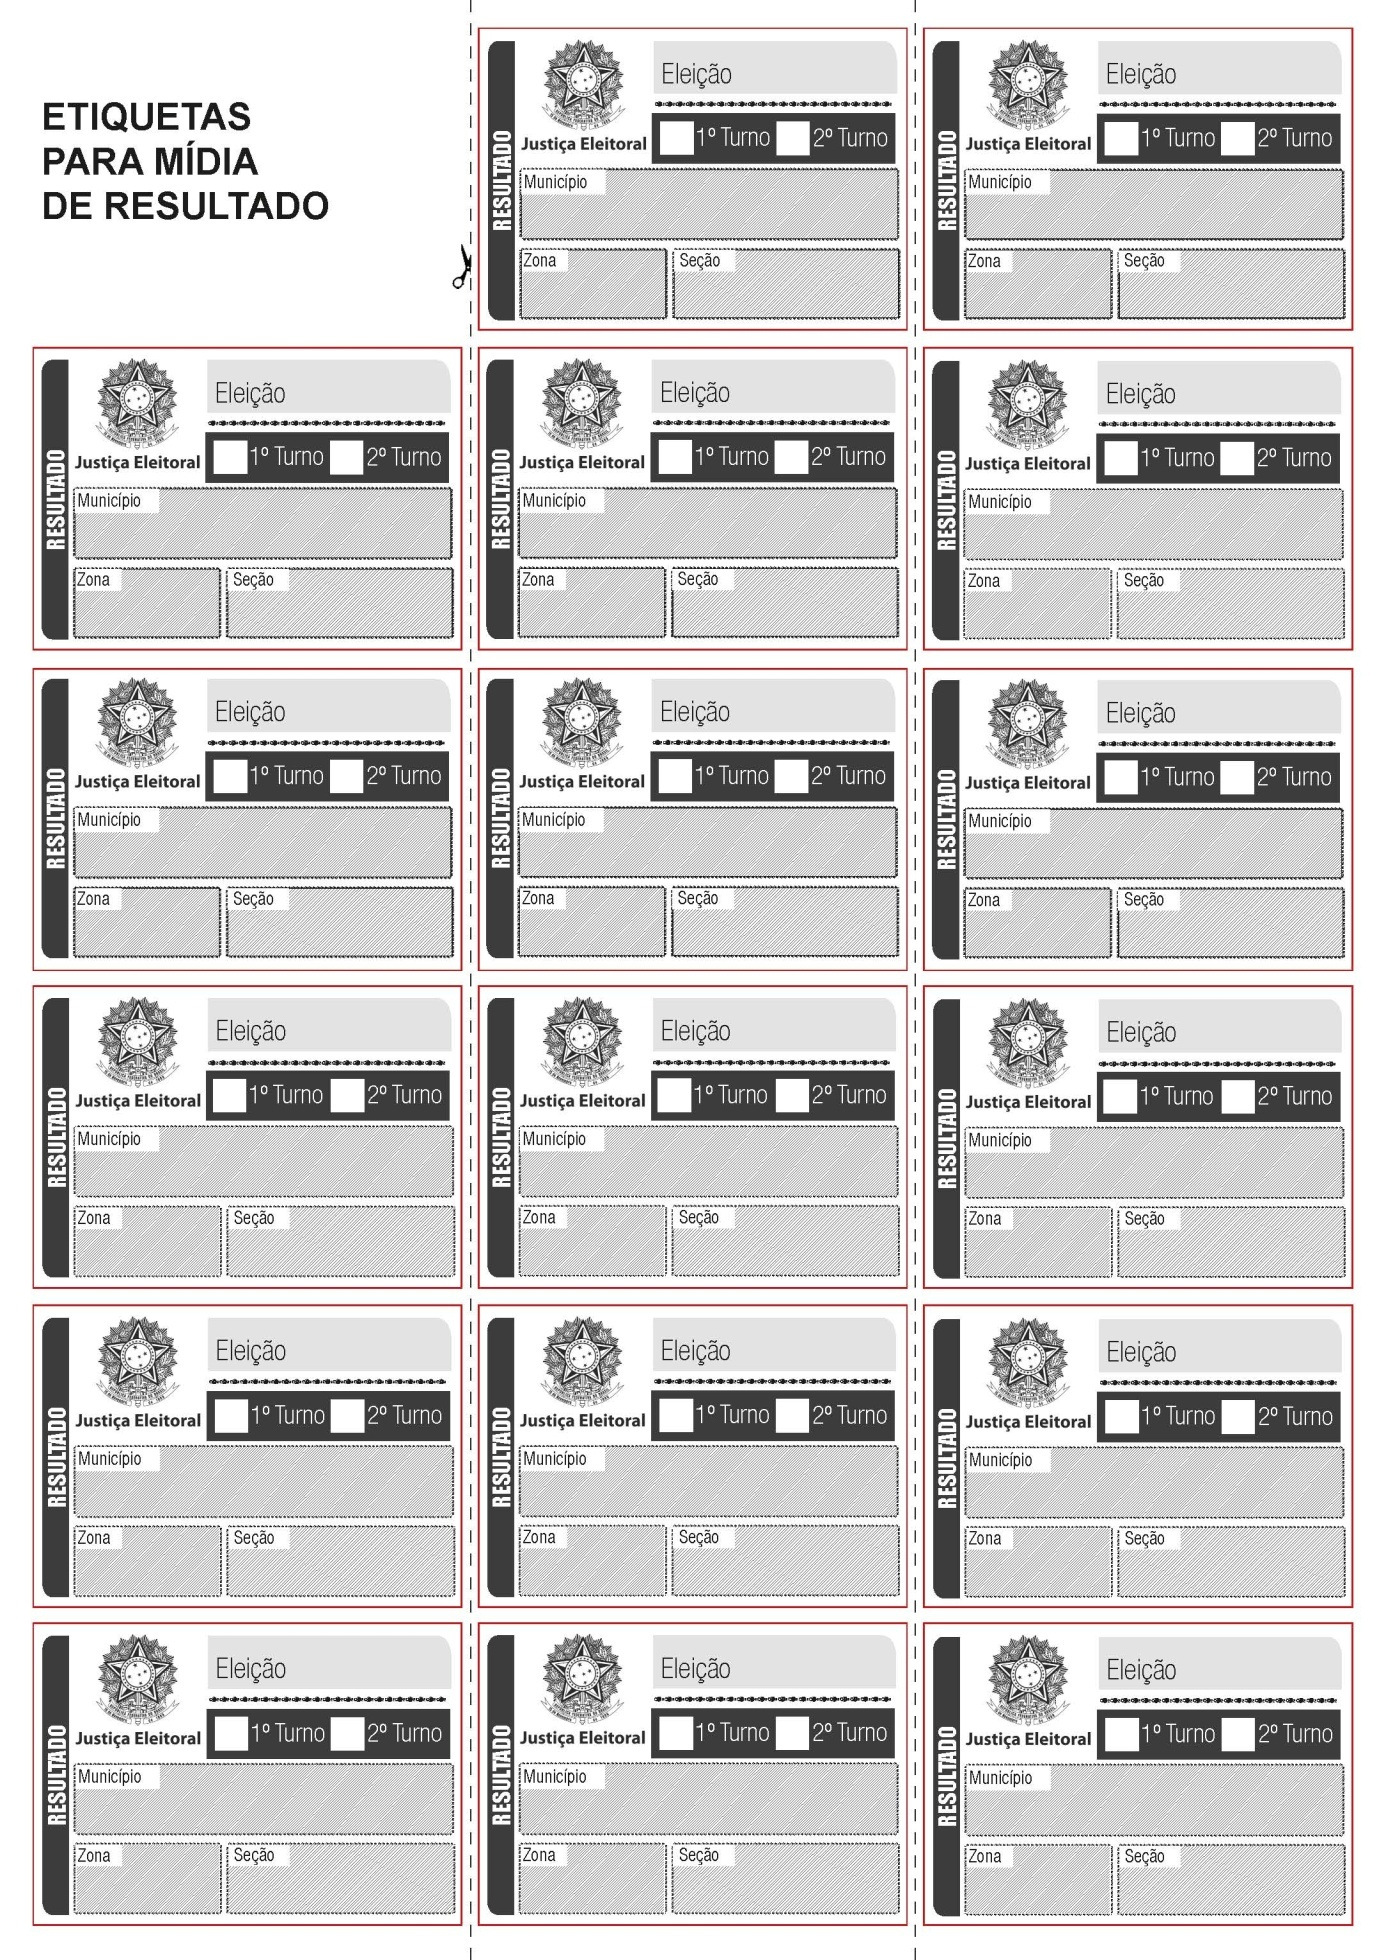 ETIQUETAS
PARA MÍDIA
DE RESULTADO
RESULTADO
Justiça Eleitoral
Eleição
1º Turno 2º Turno
Município
Zona Seção
RESULTADO
Justiça Eleitoral
Eleição
1º Turno 2º Turno
Município
Zona Seção
RESULTADO
Justiça Eleitoral
Eleição
1º Turno 2º Turno
Município
Zona Seção
RESULTADO
Justiça Eleitoral
Eleição
1º Turno 2º Turno
Município
Zona Seção
RESULTADO
Justiça Eleitoral
Eleição
1º Turno 2º Turno
Município
Zona Seção
RESULTADO
Justiça Eleitoral
Eleição
1º Turno 2º Turno
Município
Zona Seção
RESULTADO
Justiça Eleitoral
Eleição
1º Turno 2º Turno
Município
Zona Seção
RESULTADO
Justiça Eleitoral
Eleição
1º Turno 2º Turno
Município
Zona Seção
RESULTADO
Justiça Eleitoral
Eleição
1º Turno 2º Turno
Município
Zona Seção
RESULTADO
Justiça Eleitoral
Eleição
1º Turno 2º Turno
Município
Zona Seção
RESULTADO
Justiça Eleitoral
Eleição
1º Turno 2º Turno
Município
Zona Seção
RESULTADO
Justiça Eleitoral
Eleição
1º Turno 2º Turno
Município
Zona Seção
RESULTADO
Justiça Eleitoral
Eleição
1º Turno 2º Turno
Município
Zona Seção
RESULTADO
Justiça Eleitoral
Eleição
1º Turno 2º Turno
Município
Zona Seção
RESULTADO
Justiça Eleitoral
Eleição
1º Turno 2º Turno
Município
Zona Seção
RESULTADO
Justiça Eleitoral
Eleição
1º Turno 2º Turno
Município
Zona Seção
RESULTADO
Justiça Eleitoral
Eleição
1º Turno 2º Turno
Município
Zona Seção